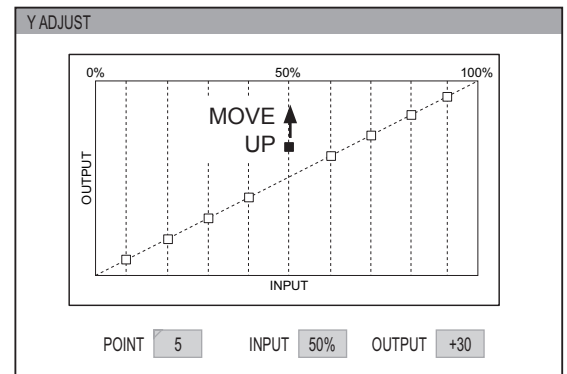 Y ADJUST
0% 50% 100%
MOVE
UP
OUTPUT
INPUT
POINT 5 INPUT 50% OUTPUT +30